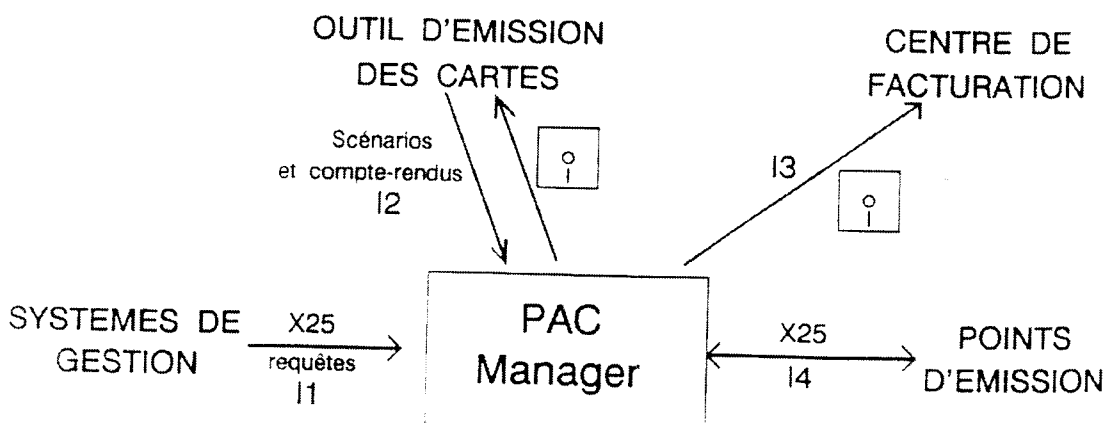 OUTIL D'EMISSION
DES CARTES
CENTRE DE
FACTURATION
Scénarios
et compte-rendus
I2
I3
SYSTEMES DE
GESTION
X25
requêtes
I1
PAC
Manager
X25
I4
POINTS
D'EMISSION